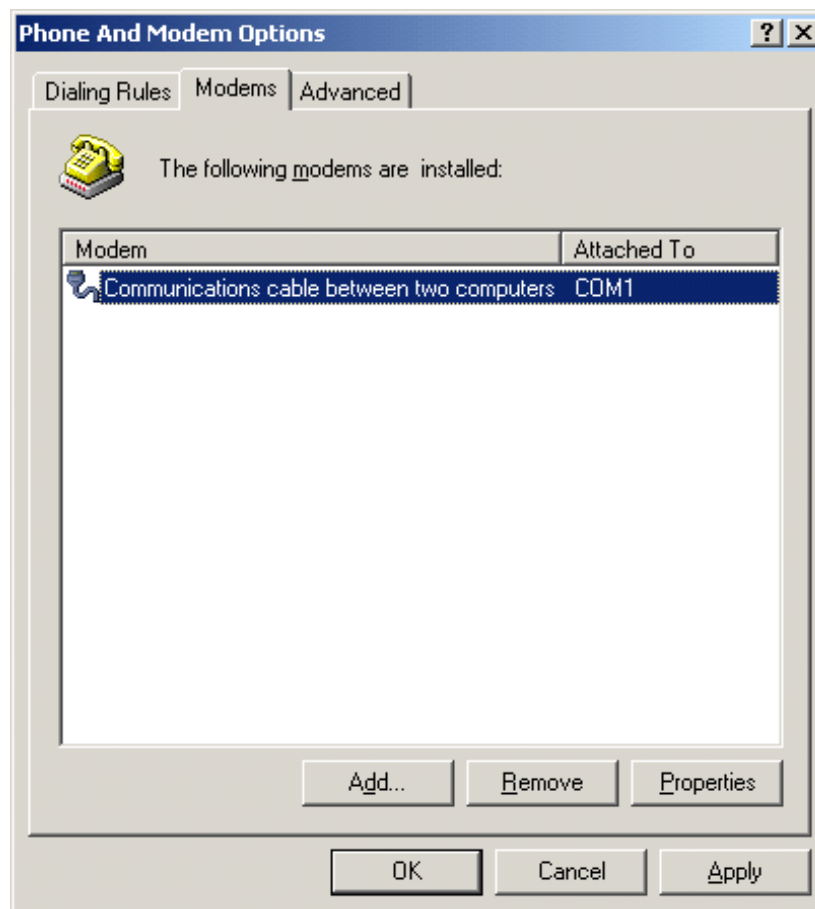 Phone And Modem Options
Dialing Rules Modems Advanced
The following modems are installed:
Modem Attached To
Communications cable between two computers COM1
Add... Remove Properties
OK Cancel Apply